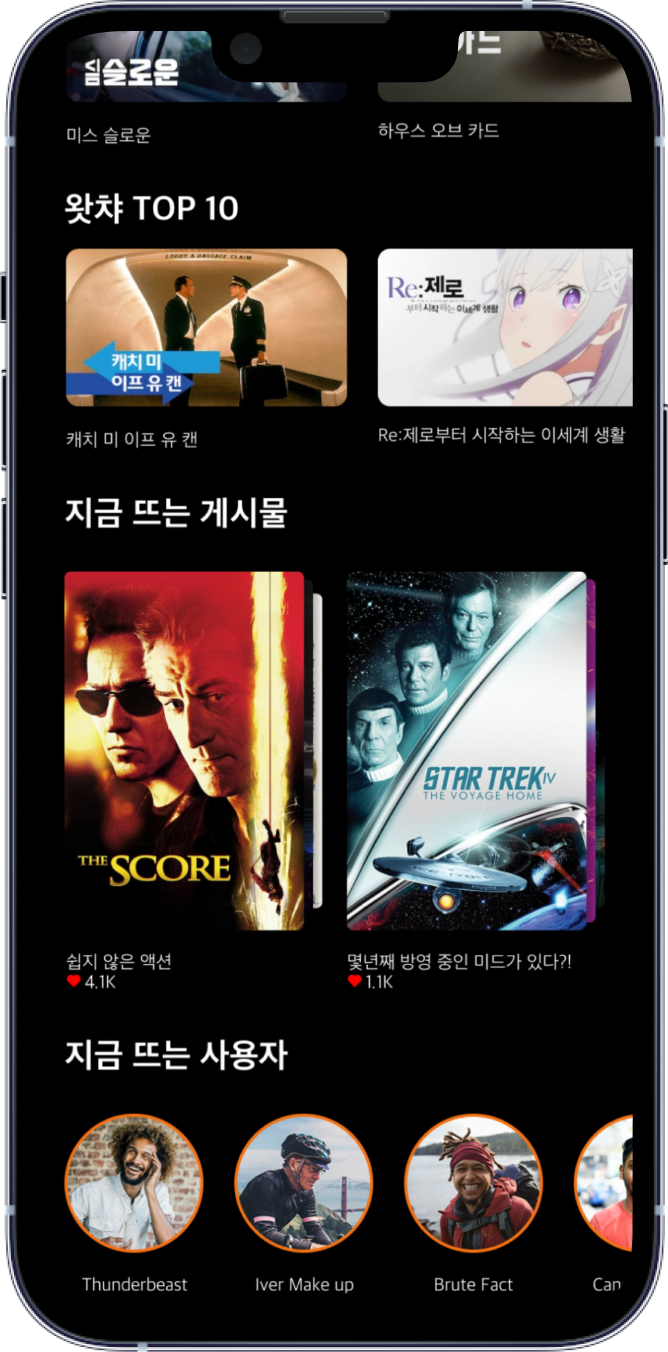 미스 슬로운
카드
미스 슬로운
하우스 오브 카드
왓챠 TOP 10
LOBBY & BAGGAGE CLAIM
캐치 미
이프 유 캔
Re:제로
부터 시작하는 이세계 생활
캐치 미 이프 유 캔
Re:제로부터 시작하는 이세계 생활
지금 뜨는 게시물
THE SCORE
STAR TREK IV
THE VOYAGE HOME
쉽지 않은 액션
몇년째 방영 중인 미드가 있다?!
4.1K
1.1K
지금 뜨는 사용자
Thunderbeast
Iver Make up
Brute Fact